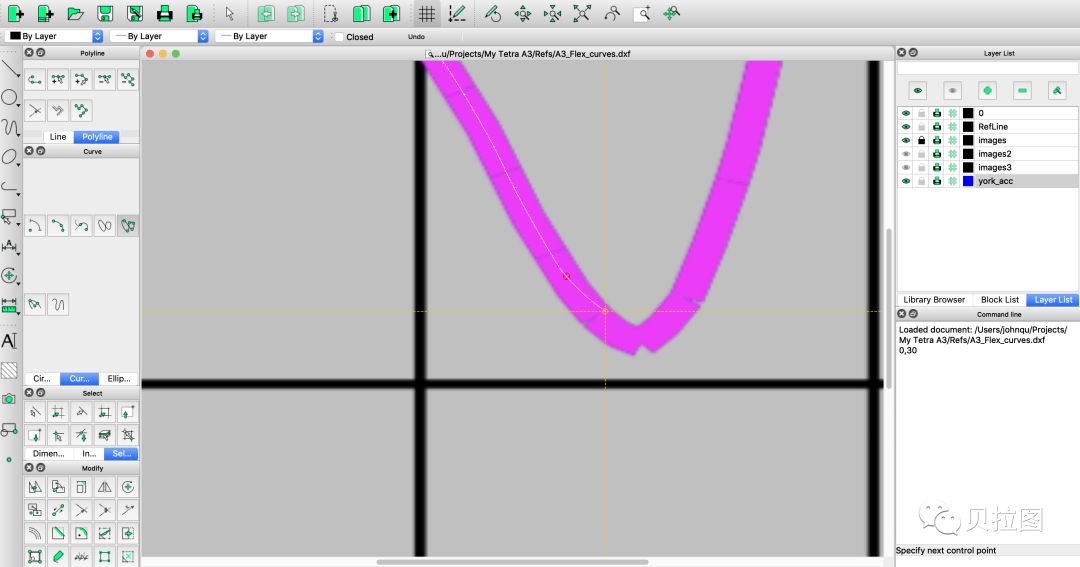 By Layer
By Layer
By Layer
Closed
Undo
Polyline
...u/Projects/My Tetra A3/Refs/A3_Flex_curves.dxf
Layer List
Line
Polyline
Curve
0
RefLine
images
images2
images3
york_acc
Library Browser
Block List
Layer List
Command line
Loaded document: /Users/johnqu/Projects/
My Tetra A3/Refs/A3_Flex_curves.dxf
0,30
Cir...
Cur...
Ellip...
Select
Dimen...
In...
Sel...
Modify
A
贝拉图
Specify next control point